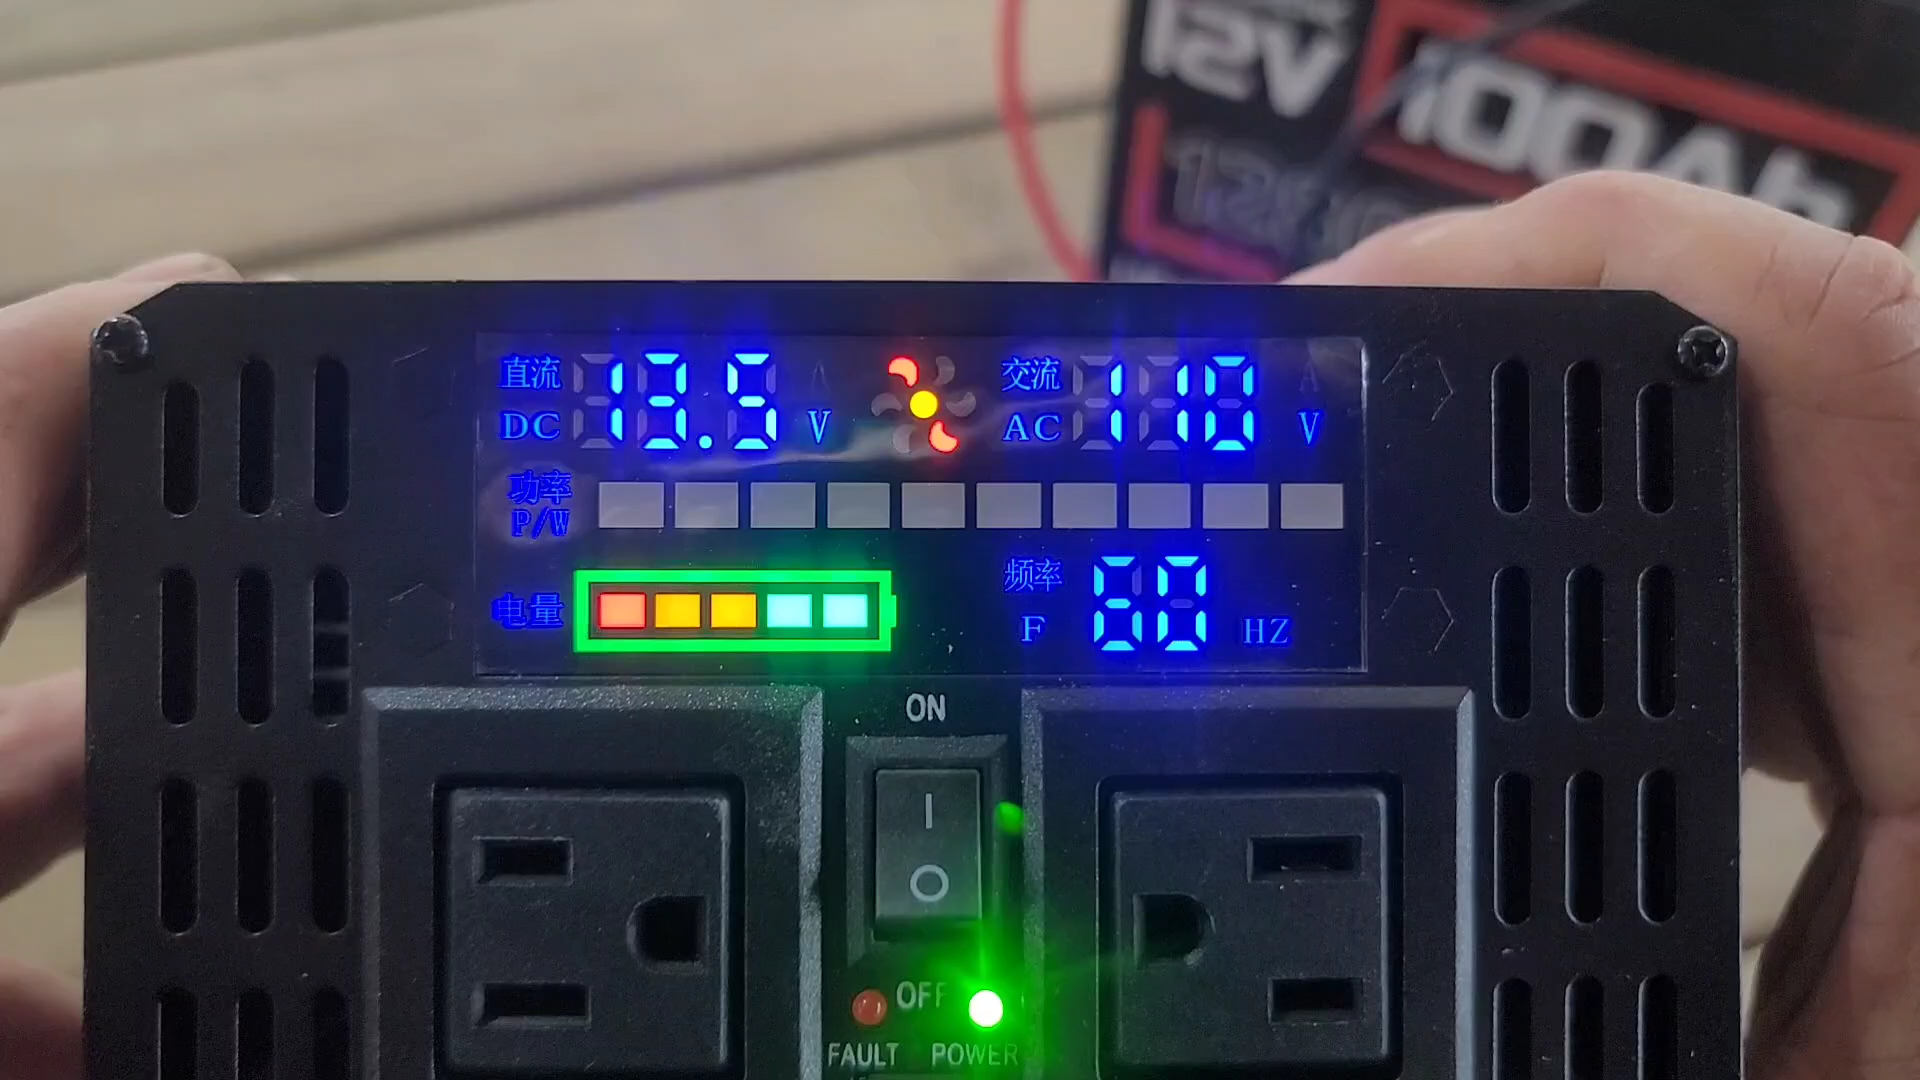 12V
100Ah
直流 13.5
DC V
交流 110
AC V
功率
P/W
电量
频率 60
F HZ
ON
I
O
OFF
FAULT POWER